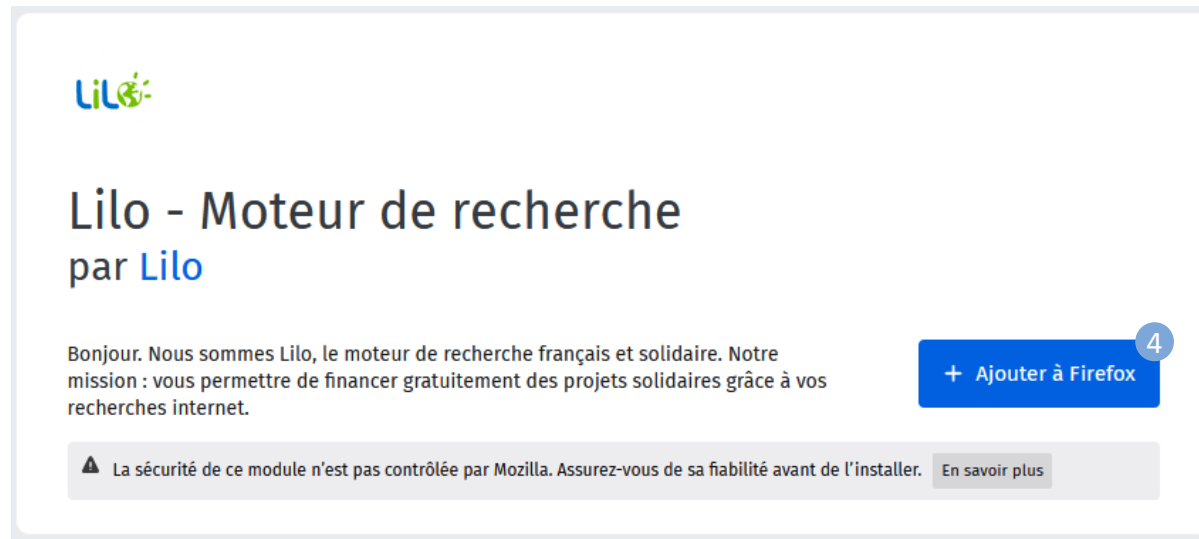 LiLO
Lilo - Moteur de recherche
par Lilo
Bonjour. Nous sommes Lilo, le moteur de recherche français et solidaire. Notre
mission : vous permettre de financer gratuitement des projets solidaires grâce à vos
recherches internet.
4
+ Ajouter à Firefox
La sécurité de ce module n’est pas contrôlée par Mozilla. Assurez-vous de sa fiabilité avant de l’installer. En savoir plus